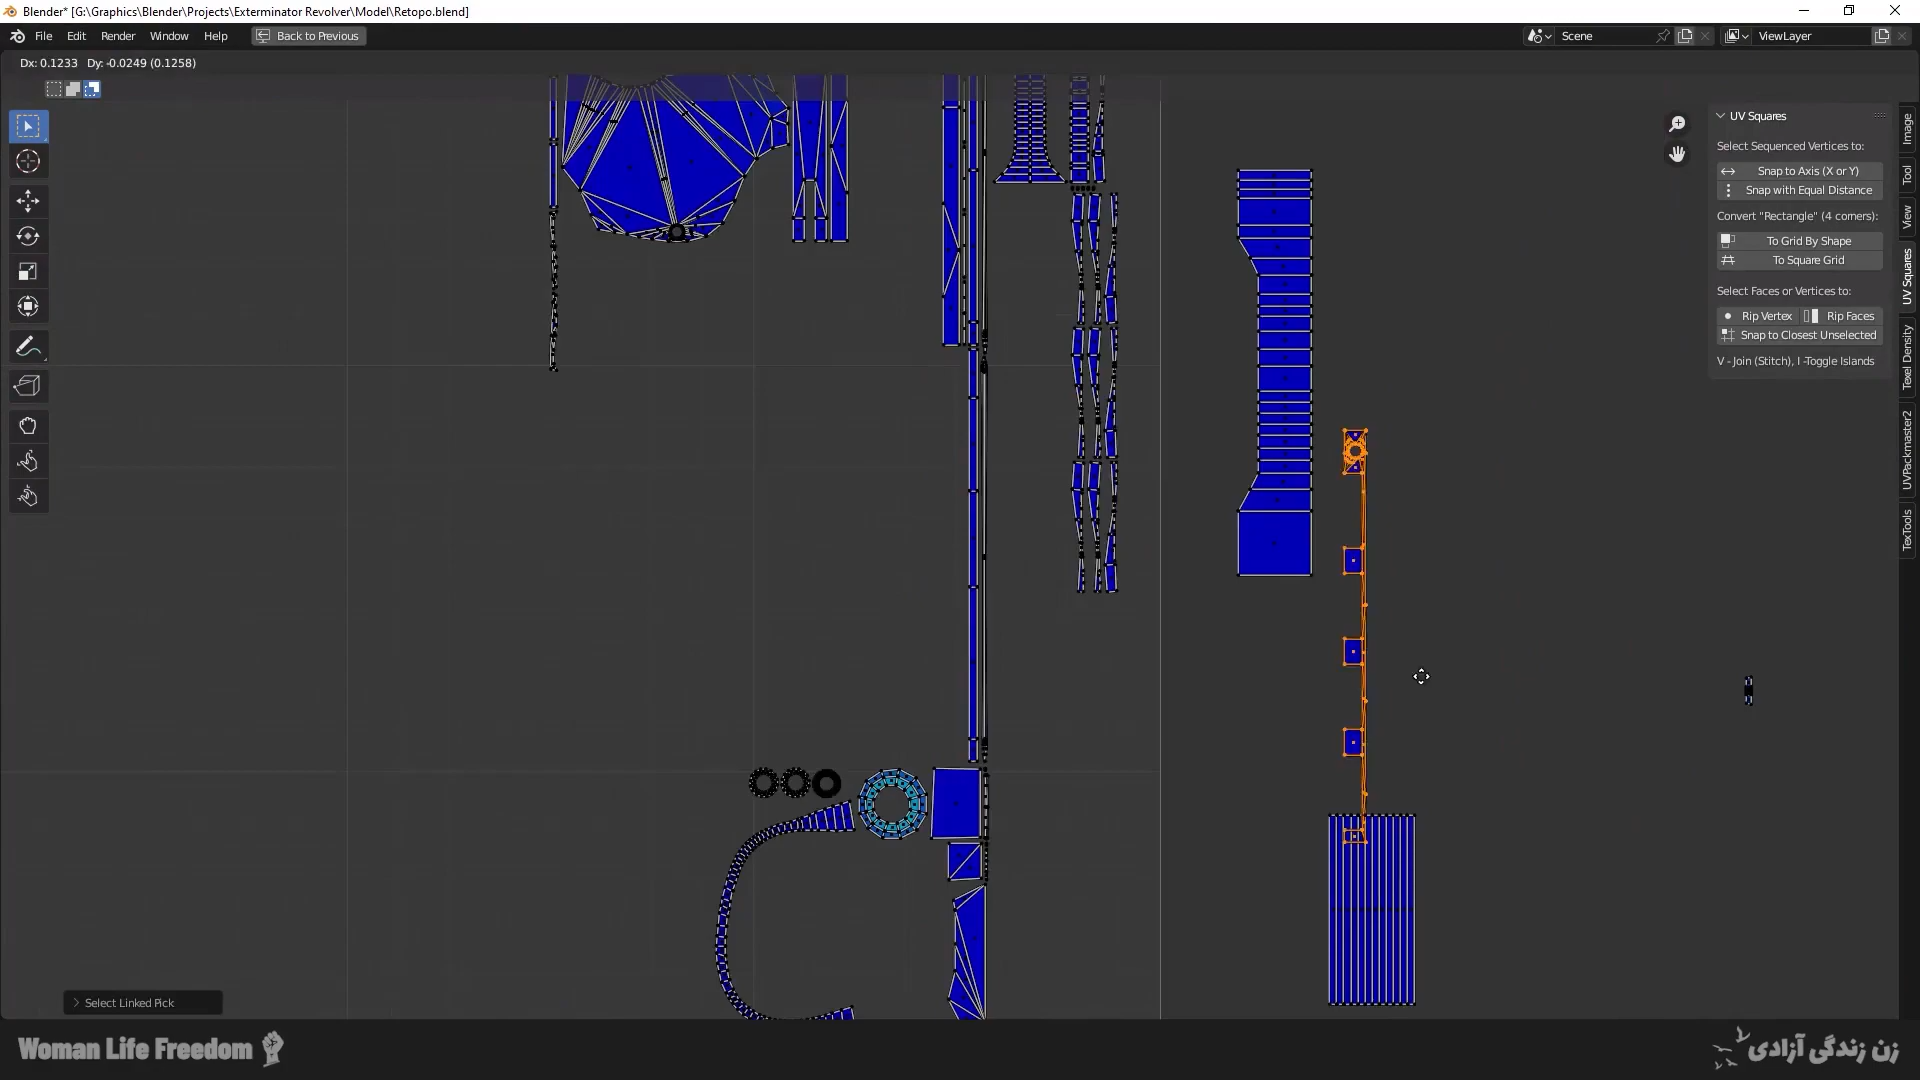 Blender* [G:\Graphics\Blender\Projects\Exterminator Revolver\Model\Retopo.blend]
File Edit Render Window Help Back to Previous Scene ViewLayer
Dx: 0.1233 Dy: -0.0249 (0.1258)
UV Squares
Select Sequenced Vertices to:
Snap to Axis (X or Y)
Snap with Equal Distance
Convert "Rectangle" (4 corners):
To Grid By Shape
To Square Grid
Select Faces or Vertices to:
Rip Vertex Rip Faces
Snap to Closest Unselected
V - Join (Stitch), I -Toggle Islands
Image
Tool
View
UV Squares
Texel Density
UVPackmaster2
TexTools
Select Linked Pick
Woman Life Freedom
زن زندگی آزادی